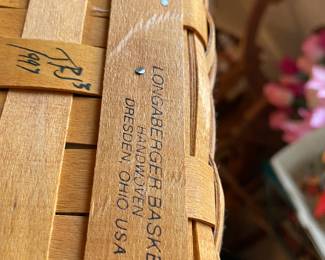 LONGABERGER BASKE
HANDWOVEN
DRESDEN OHIO USA
1997